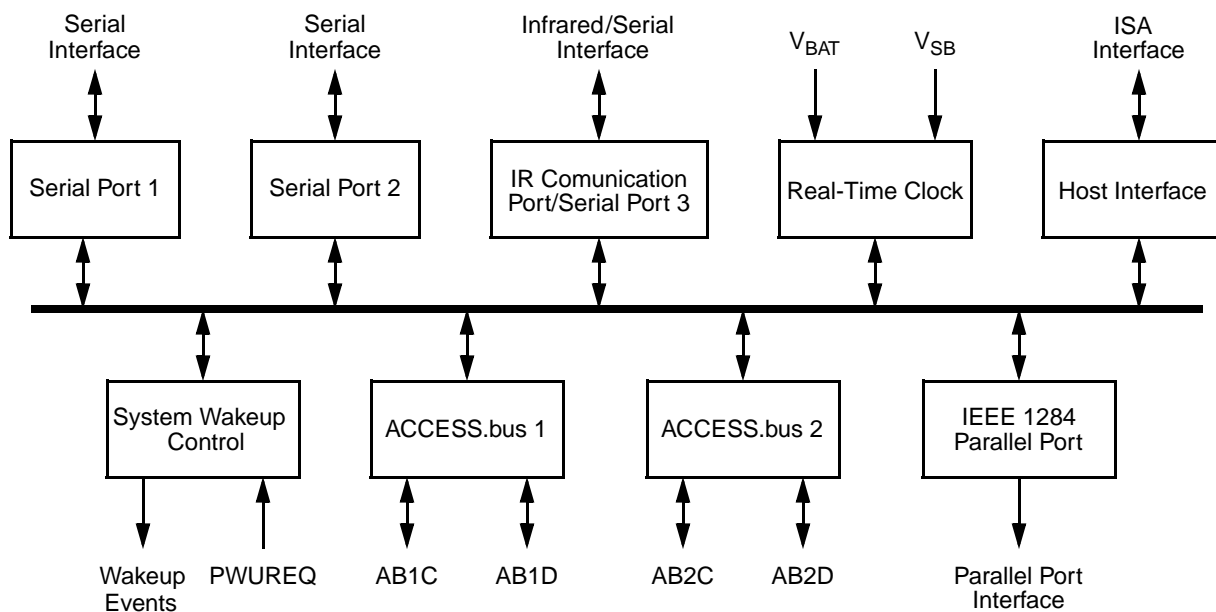 Serial
Interface
Serial
Interface
Infrared/Serial
Interface
VBAT
VSB
ISA
Interface
Serial Port 1
Serial Port 2
IR Comunication
Port/Serial Port 3
Real-Time Clock
Host Interface
System Wakeup
Control
ACCESS.bus 1
ACCESS.bus 2
IEEE 1284
Parallel Port
Wakeup
Events
PWUREQ
AB1C
AB1D
AB2C
AB2D
Parallel Port
Interface